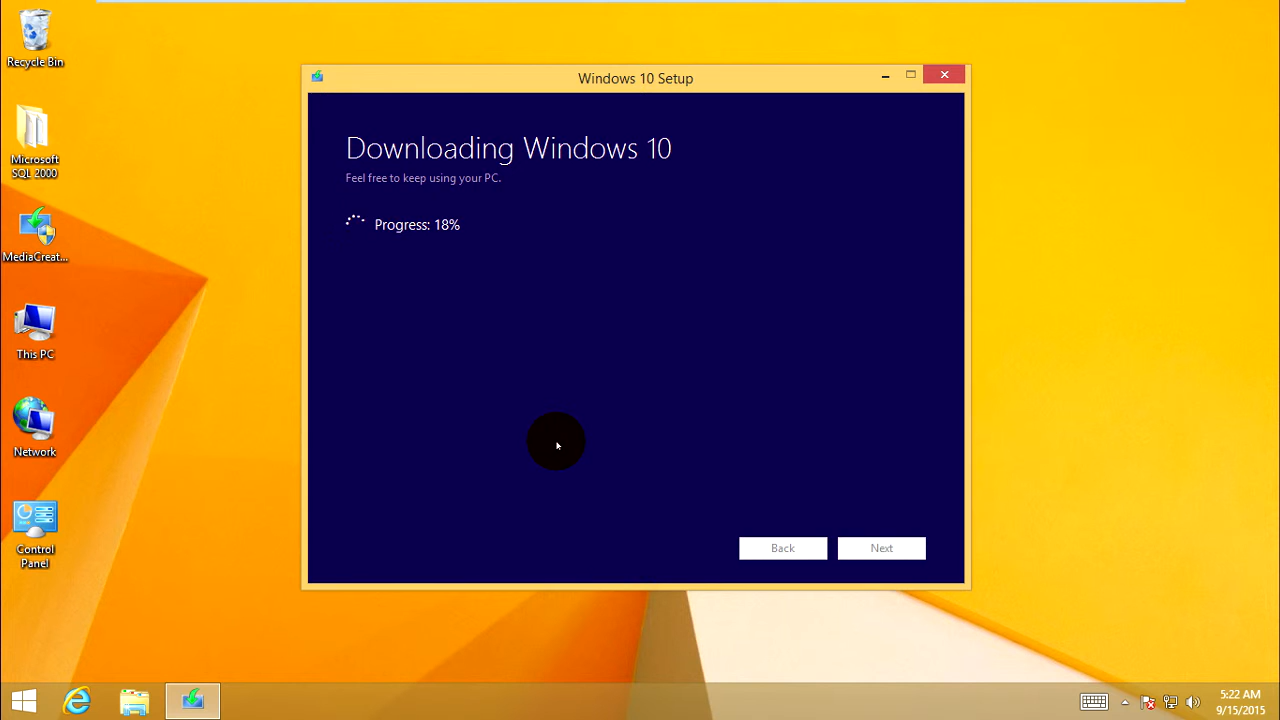 Recycle Bin
Microsoft
SQL 2000
MediaCreat...
This PC
Network
Control
Panel
Windows 10 Setup
Downloading Windows 10
Feel free to keep using your PC.
Progress: 18%
Back
Next
5:22 AM
9/15/2015